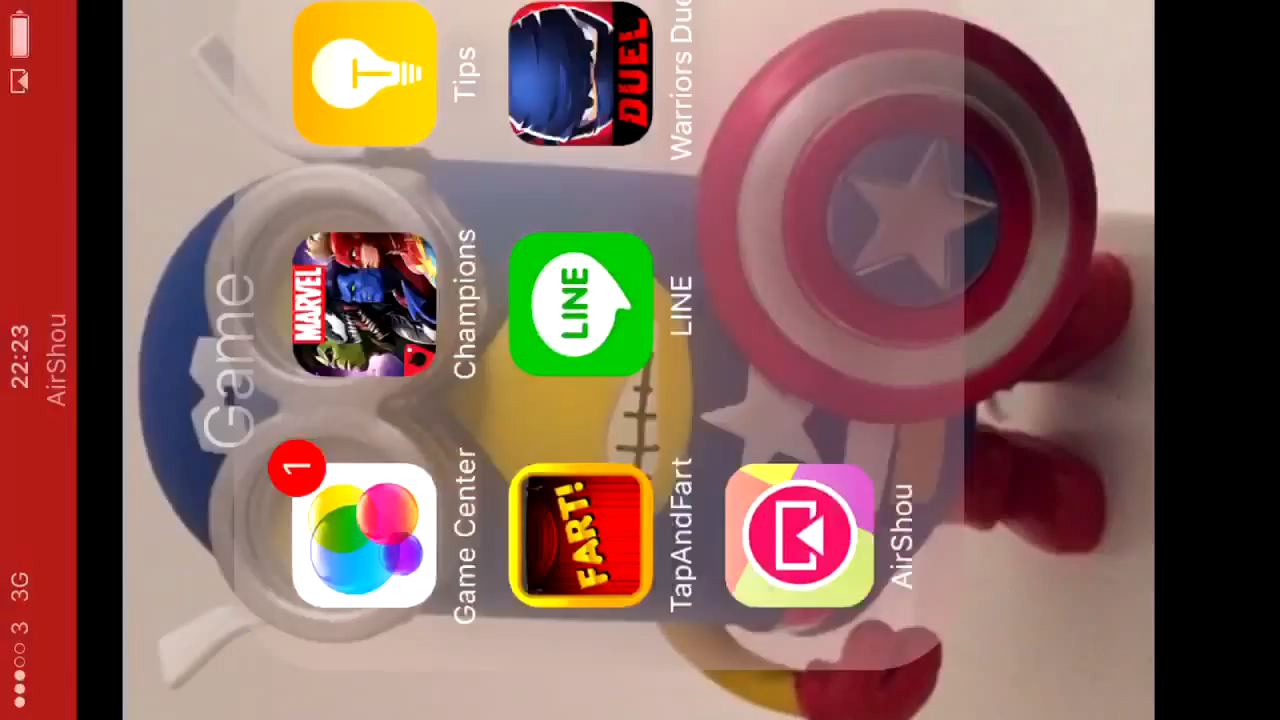 3 3G 22:23
AirShou
Game
1
Game Center
MARVEL
Champions
Tips
FART!
TapAndFart
LINE
LINE
DUEL
Warriors Due
AirShou